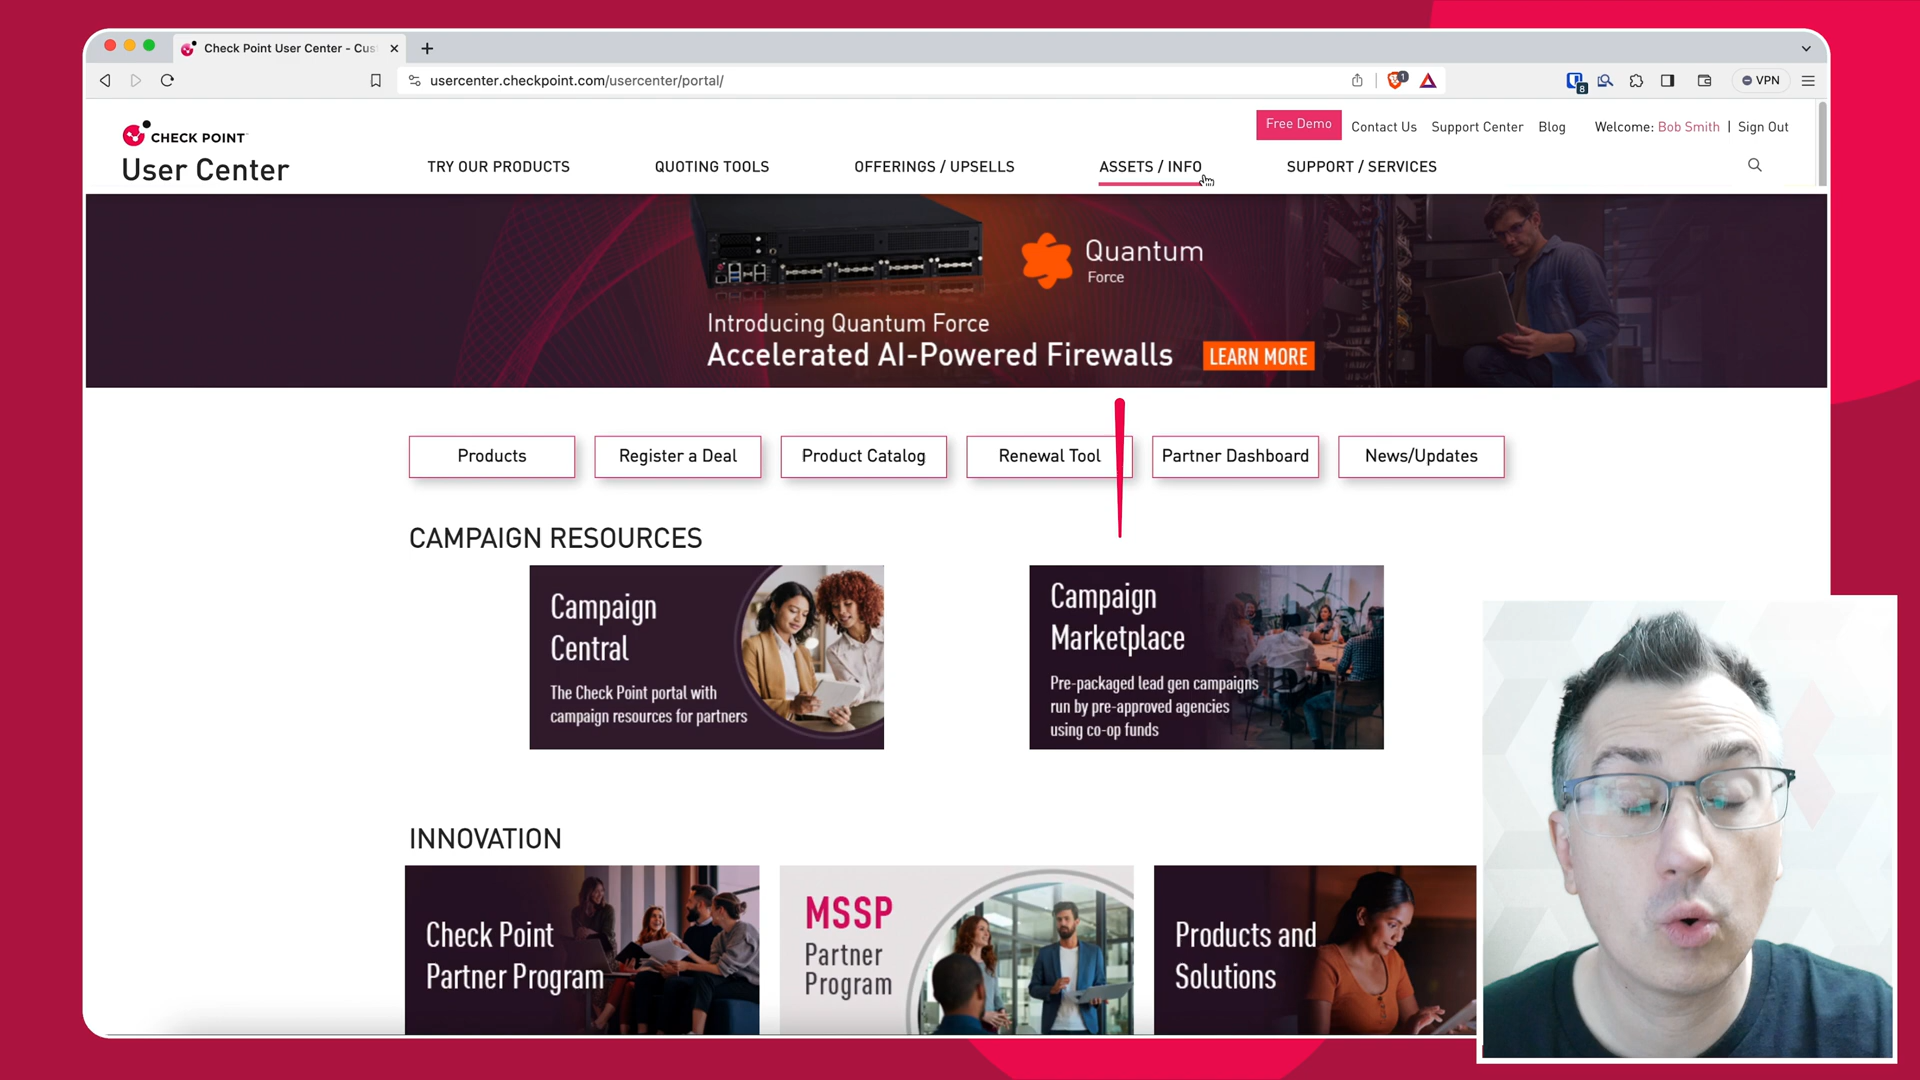 Check Point User Center - Cus
usercenter.checkpoint.com/usercenter/portal/
1
8
VPN
CHECK POINT
User Center
Free Demo
Contact Us
Support Center
Blog
Welcome: Bob Smith | Sign Out
TRY OUR PRODUCTS
QUOTING TOOLS
OFFERINGS / UPSELLS
ASSETS / INFO
SUPPORT / SERVICES
Quantum
Force
Introducing Quantum Force
Accelerated AI-Powered Firewalls
LEARN MORE
Products
Register a Deal
Product Catalog
Renewal Tool
Partner Dashboard
News/Updates
CAMPAIGN RESOURCES
Campaign
Central
The Check Point portal with
campaign resources for partners
Campaign
Marketplace
Pre-packaged lead gen campaigns
run by pre-approved agencies
using co-op funds
INNOVATION
Check Point
Partner Program
MSSP
Partner
Program
Products and
Solutions